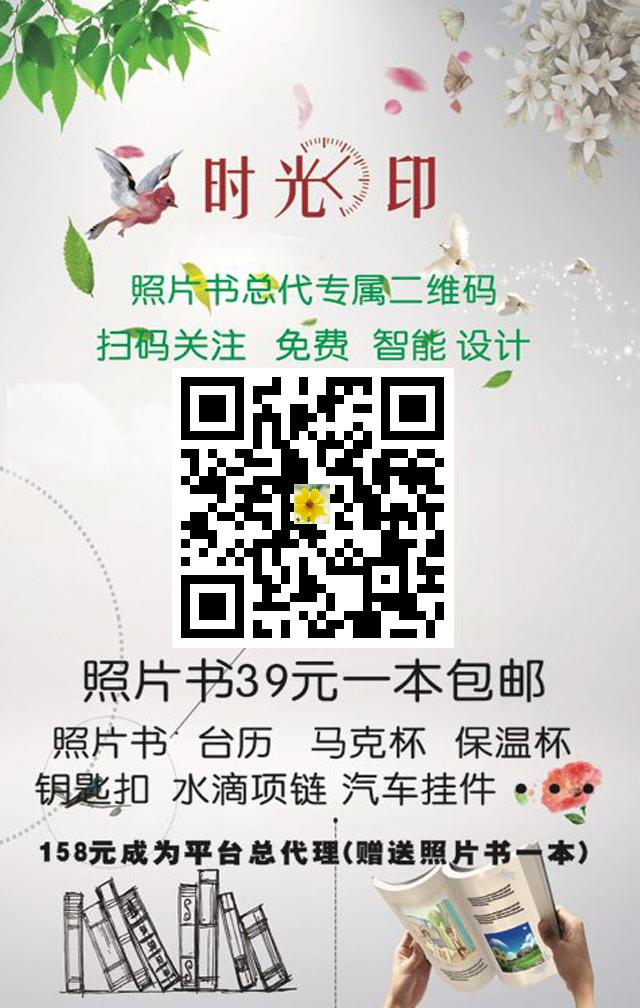 时光印
照片书总代专属二维码
扫码关注 免费 智能 设计
照片书39元一本包邮
照片书 台历 马克杯 保温杯
钥匙扣 水滴项链 汽车挂件
158元成为平台总代理(赠送照片书一本)